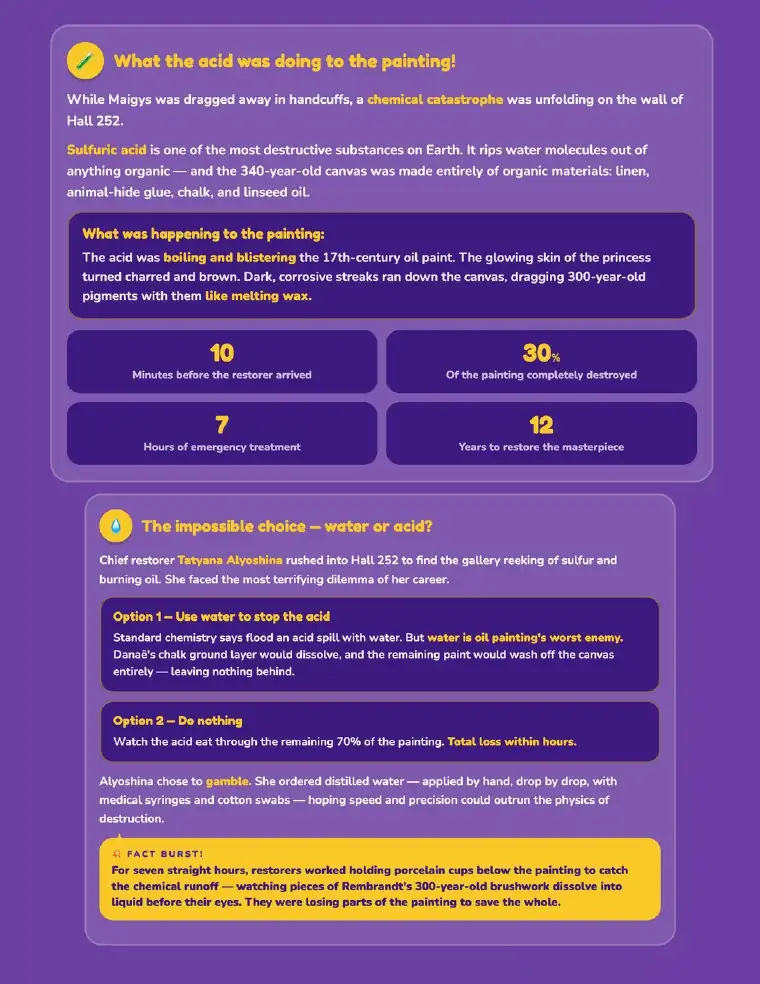 What the acid was doing to the painting!
While Maigys was dragged away in handcuffs, a chemical catastrophe was unfolding on the wall of
Hall 252.
Sulfuric acid is one of the most destructive substances on Earth. It rips water molecules out of
anything organic — and the 340-year-old canvas was made entirely of organic materials: linen,
animal-hide glue, chalk, and linseed oil.
What was happening to the painting:
The acid was boiling and blistering the 17th-century oil paint. The glowing skin of the princess
turned charred and brown. Dark, corrosive streaks ran down the canvas, dragging 300-year-old
pigments with them like melting wax.
10
Minutes before the restorer arrived
30%
Of the painting completely destroyed
7
Hours of emergency treatment
12
Years to restore the masterpiece
The impossible choice — water or acid?
Chief restorer Tatyana Alyoshina rushed into Hall 252 to find the gallery reeking of sulfur and
burning oil. She faced the most terrifying dilemma of her career.
Option 1 — Use water to stop the acid
Standard chemistry says flood an acid spill with water. But water is oil painting's worst enemy.
Danaë's chalk ground layer would dissolve, and the remaining paint would wash off the canvas
entirely — leaving nothing behind.
Option 2 — Do nothing
Watch the acid eat through the remaining 70% of the painting. Total loss within hours.
Alyoshina chose to gamble. She ordered distilled water — applied by hand, drop by drop, with
medical syringes and cotton swabs — hoping speed and precision could outrun the physics of
destruction.
FACT BURST!
For seven straight hours, restorers worked holding porcelain cups below the painting to catch
the chemical runoff — watching pieces of Rembrandt's 300-year-old brushwork dissolve into
liquid before their eyes. They were losing parts of the painting to save the whole.